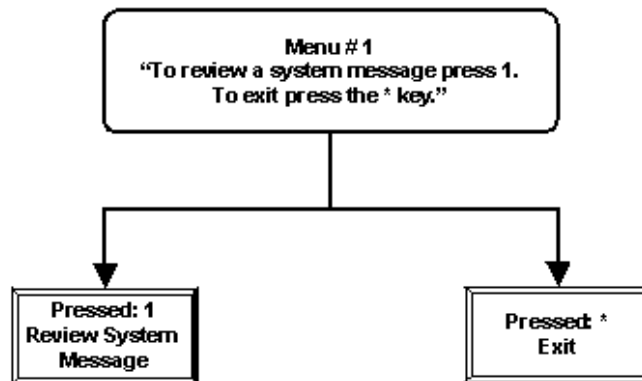 Menu # 1
“To review a system message press 1.
To exit press the * key.”
Pressed: 1
Review System
Message
Pressed: *
Exit